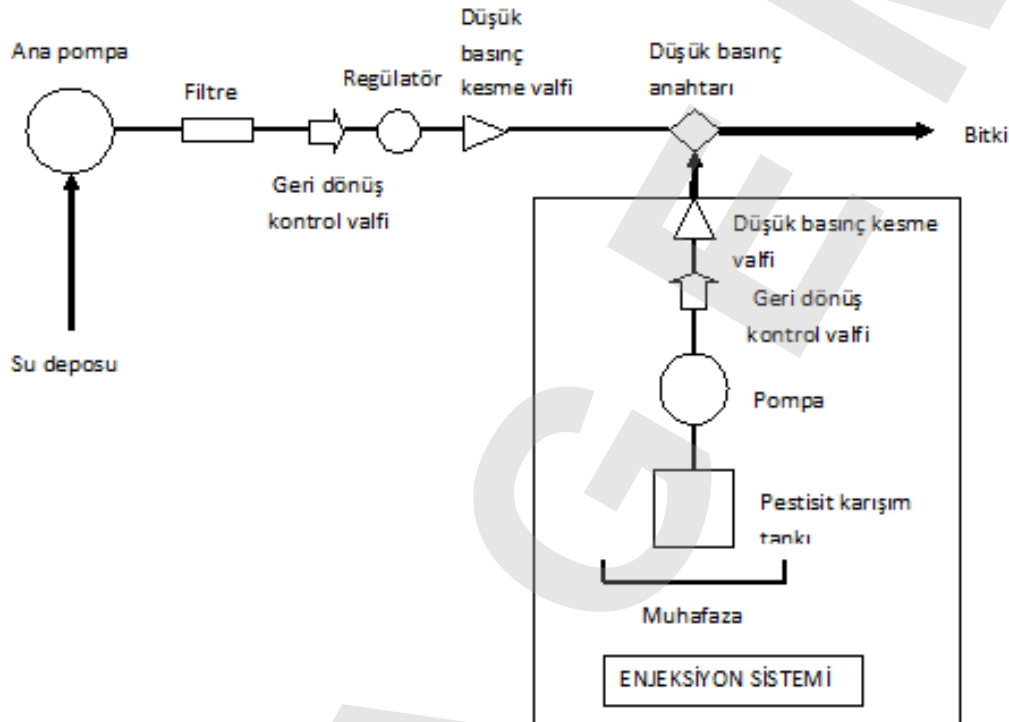 Düşük
basınç
kesme valfi
Ana pompa
Filtre
Regülatör
Düşük basınç
anahtarı
Bitki
Geri dönüş
kontrol valfi
Su deposu
Düşük basınç kesme
valfi
Geri dönüş
kontrol valfi
Pompa
Pestisit karışım
tankı
Muhafaza
ENJEKSİYON SİSTEMİ